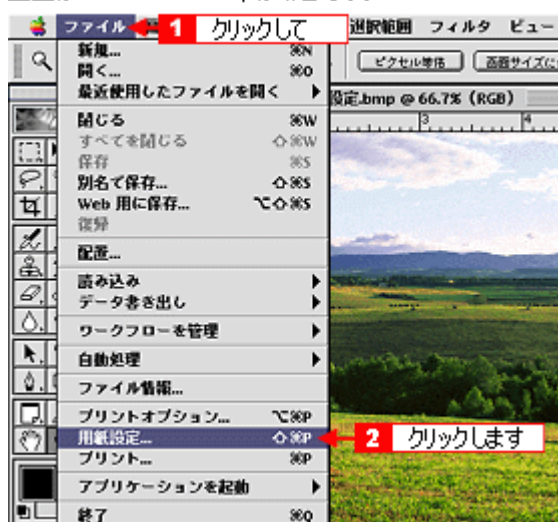 ファイル 1 クリックして 選択範囲 フィルタ ビュー
新規... ⌘N
開く... ⌘O
最近使用したファイルを開く ▶
ピクセル等倍
画面サイズに
設定.bmp @ 66.7% (RGB)
3 4
閉じる ⌘W
すべてを閉じる ⇧⌘W
保存 ⌘S
別名で保存... ⇧⌘S
Web 用に保存... ⌥⇧⌘S
復帰
配置...
読み込み ▶
データ書き出し ▶
ワークフローを管理 ▶
自動処理 ▶
ファイル情報...
プリントオプション... ⌥⌘P
用紙設定... ⇧⌘P 2 クリックします
プリント... ⌘P
アプリケーションを起動 ▶
終了 ⌘Q